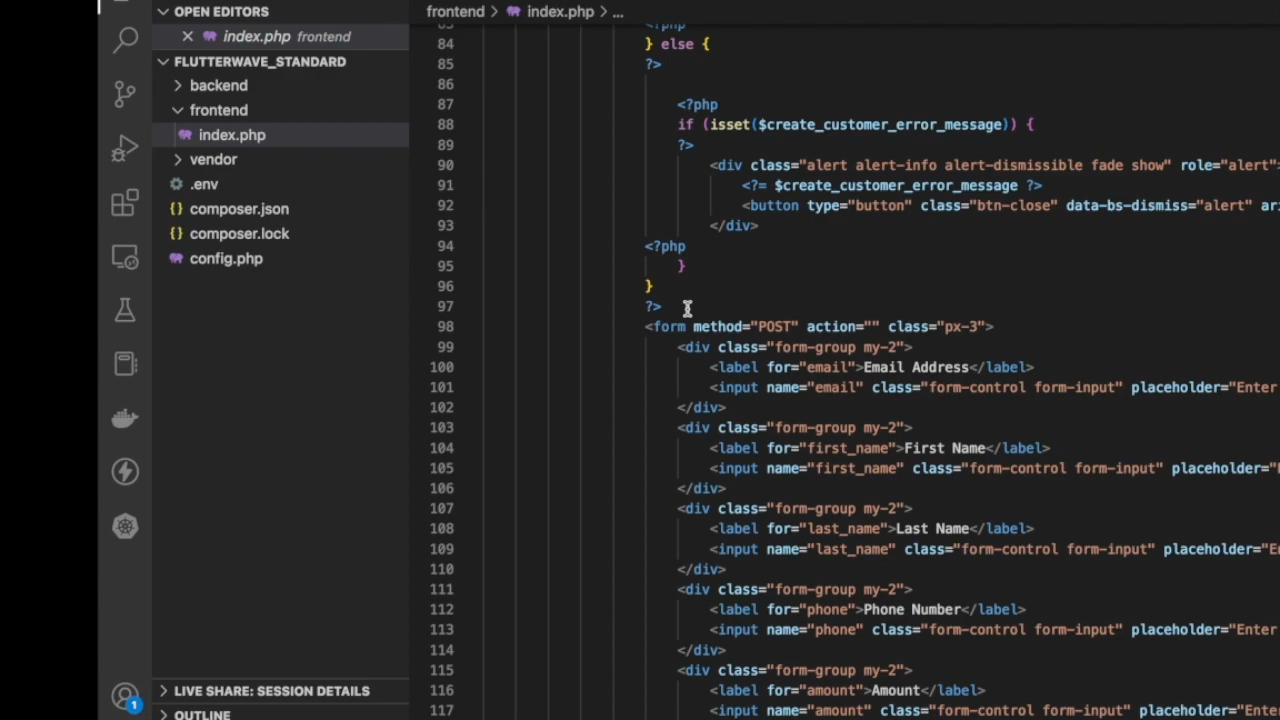 OPEN EDITORS
index.php frontend
FLUTTERWAVE_STANDARD
backend
frontend
index.php
vendor
.env
{} composer.json
{} composer.lock
config.php
LIVE SHARE: SESSION DETAILS
OUTLINE
1
frontend > index.php > ...
83 <?php
84 } else {
85 ?>
86
87 <?php
88 if (isset($create_customer_error_message)) {
89 ?>
90 <div class="alert alert-info alert-dismissible fade show" role="alert">
91 <?= $create_customer_error_message ?>
92 <button type="button" class="btn-close" data-bs-dismiss="alert" ar
93 </div>
94 <?php
95 }
96 }
97 ?>
98 <form method="POST" action="" class="px-3">
99 <div class="form-group my-2">
100 <label for="email">Email Address</label>
101 <input name="email" class="form-control form-input" placeholder="Enter
102 </div>
103 <div class="form-group my-2">
104 <label for="first_name">First Name</label>
105 <input name="first_name" class="form-control form-input" placeholder="
106 </div>
107 <div class="form-group my-2">
108 <label for="last_name">Last Name</label>
109 <input name="last_name" class="form-control form-input" placeholder="E
110 </div>
111 <div class="form-group my-2">
112 <label for="phone">Phone Number</label>
113 <input name="phone" class="form-control form-input" placeholder="Enter
114 </div>
115 <div class="form-group my-2">
116 <label for="amount">Amount</label>
117 <input name="amount" class="form-control form-input" placeholder="Enter